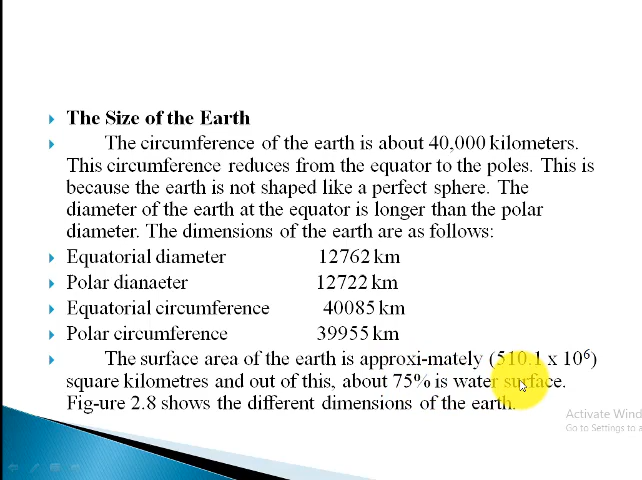 The Size of the Earth
The circumference of the earth is about 40,000 kilometers.
This circumference reduces from the equator to the poles. This is
because the earth is not shaped like a perfect sphere. The
diameter of the earth at the equator is longer than the polar
diameter. The dimensions of the earth are as follows:
Equatorial diameter 12762 km
Polar dianaeter 12722 km
Equatorial circumference 40085 km
Polar circumference 39955 km
The surface area of the earth is approxi-mately (510.1 x 10⁶)
square kilometres and out of this, about 75% is water surface.
Fig-ure 2.8 shows the different dimensions of the earth.
Activate Wind
Go to Settings to a